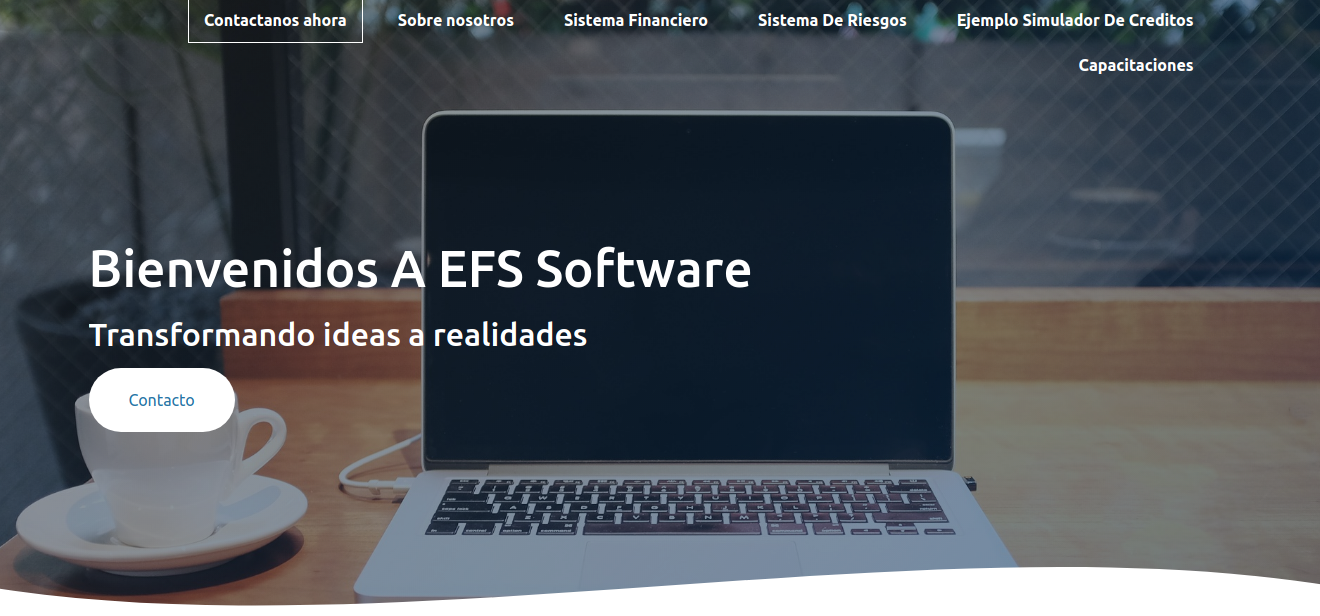 Contactanos ahora Sobre nosotros Sistema Financiero Sistema De Riesgos Ejemplo Simulador De Creditos
Capacitaciones
Bienvenidos A EFS Software
Transformando ideas a realidades
Contacto